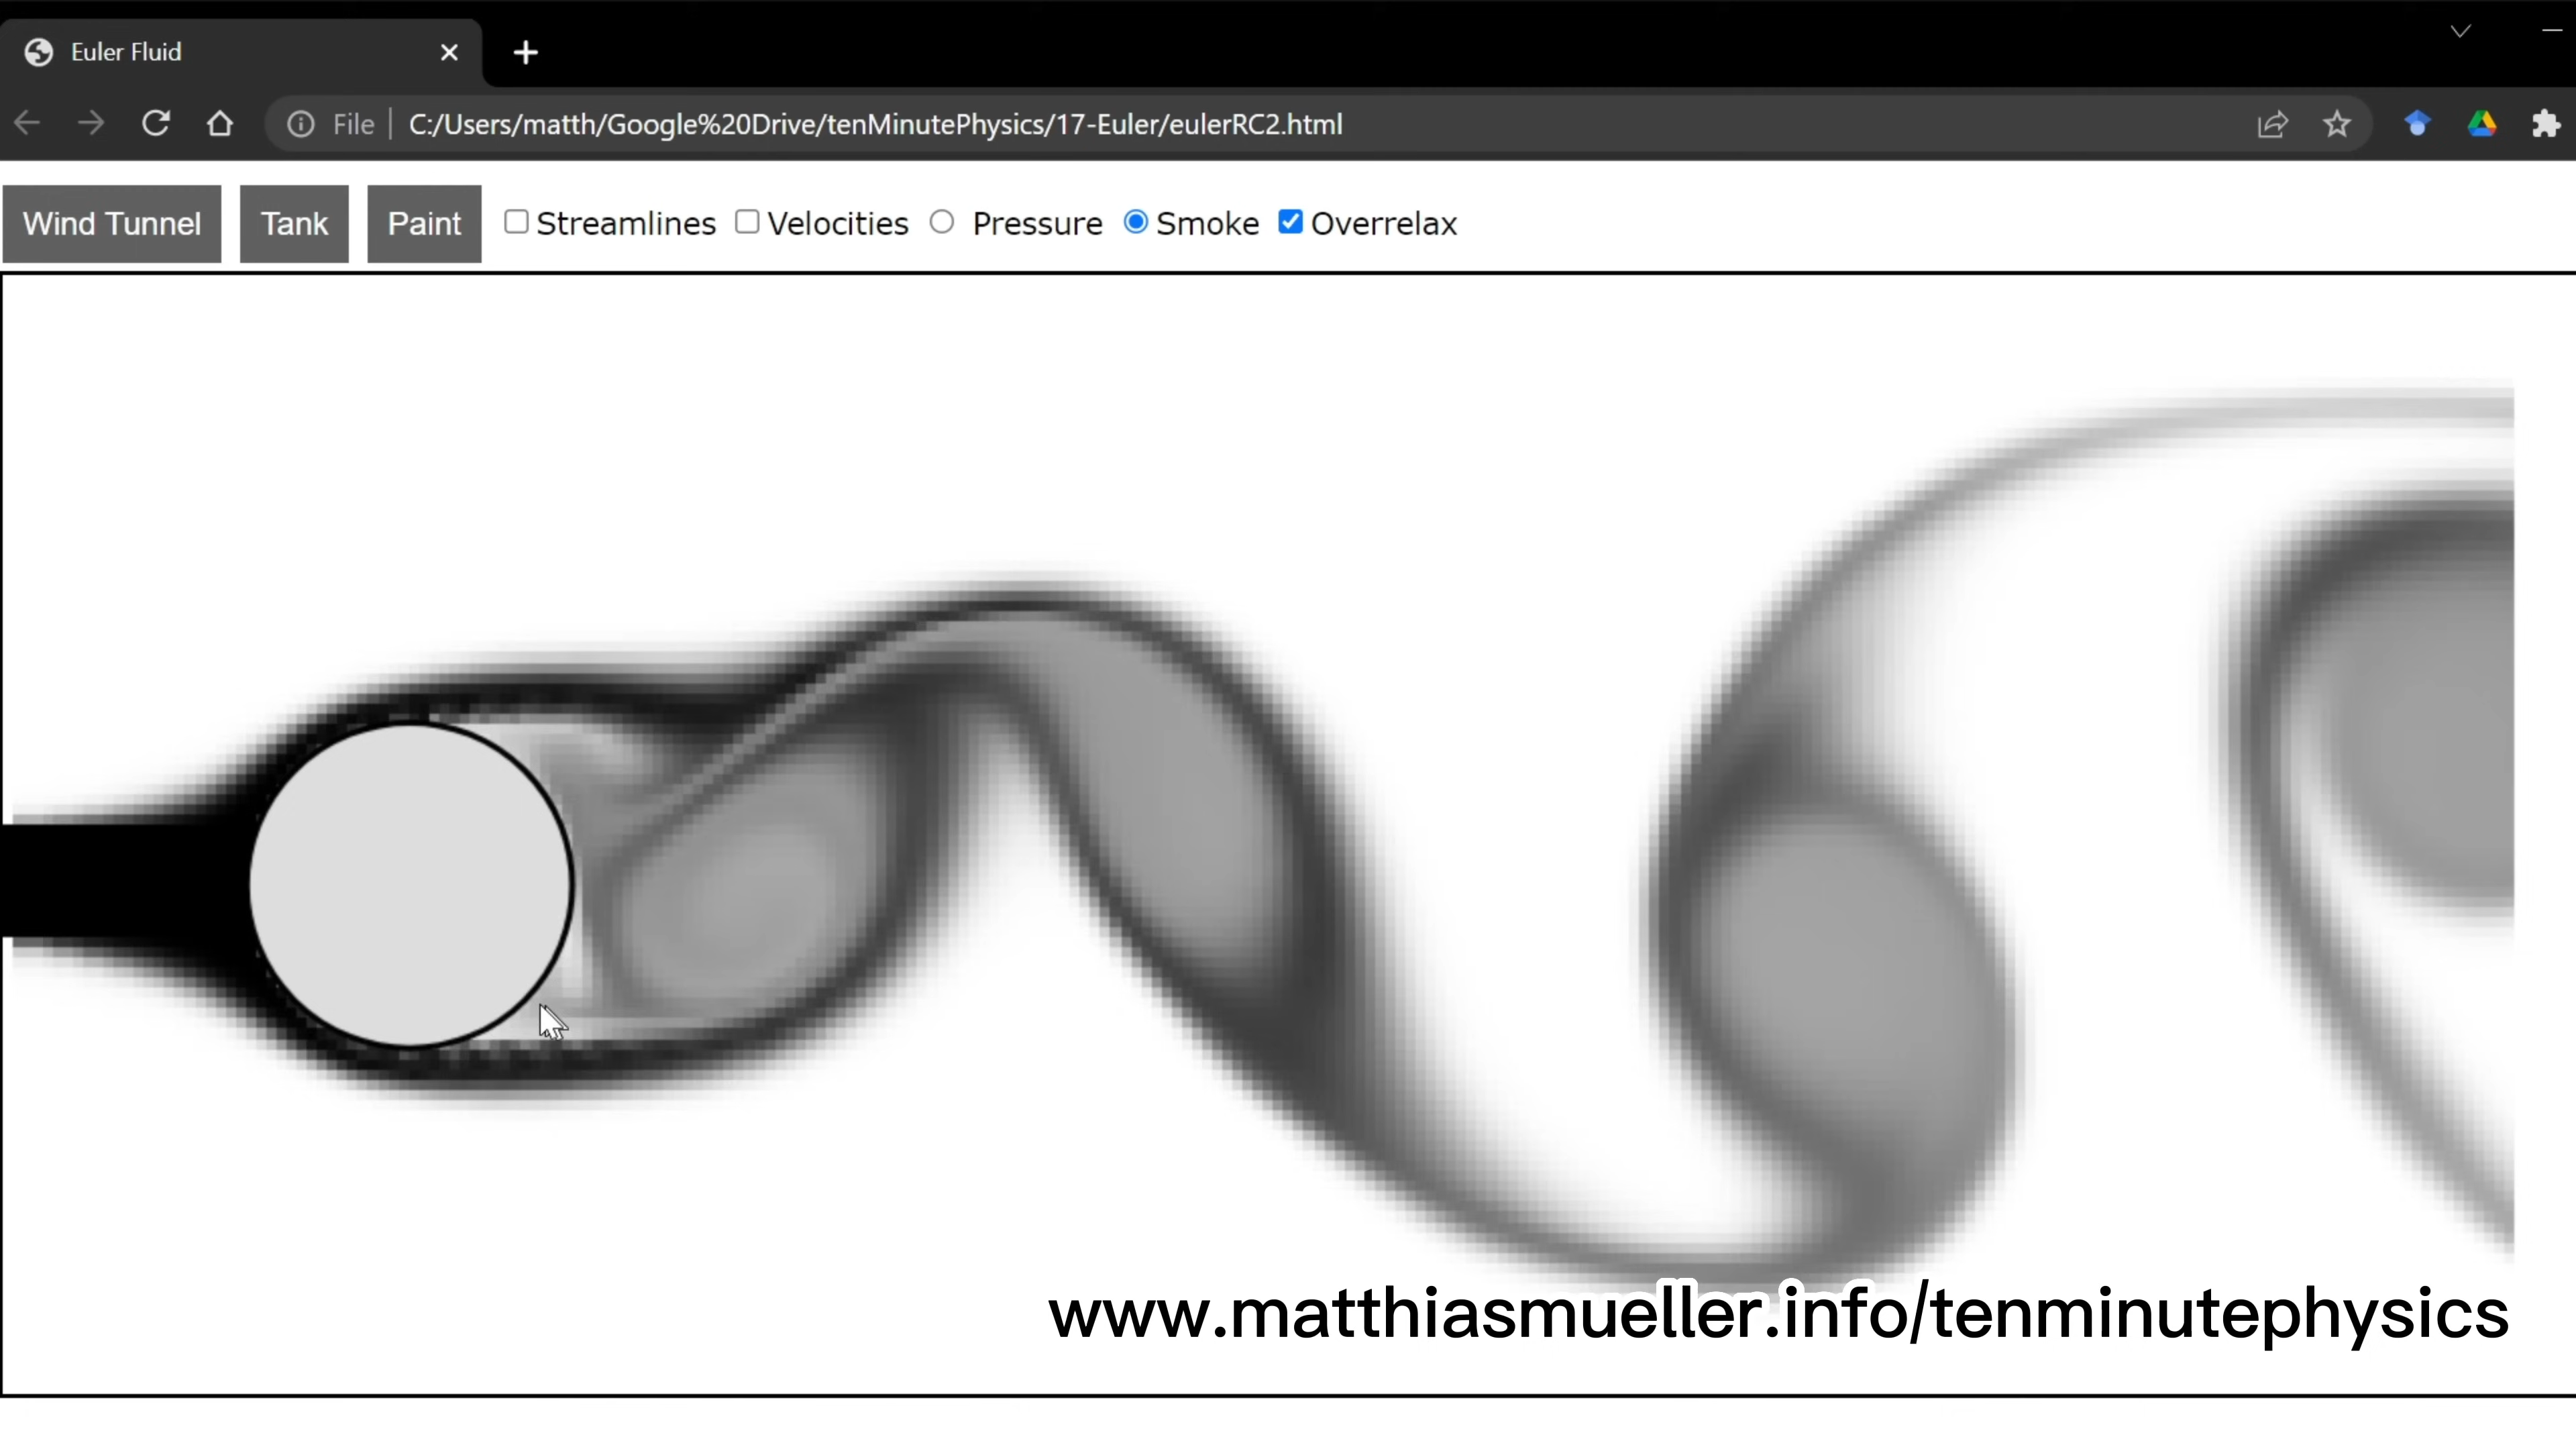 Euler Fluid
File C:/Users/matth/Google%20Drive/tenMinutePhysics/17-Euler/eulerRC2.html
Wind Tunnel Tank Paint Streamlines Velocities Pressure Smoke Overrelax
www.matthiasmueller.info/tenminutephysics